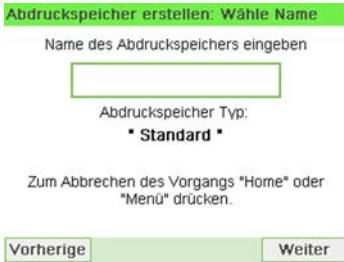 Abdruckspeicher erstellen: Wähle Name
Name des Abdruckspeichers eingeben
Abdruckspeicher Typ:
" Standard "
Zum Abbrechen des Vorgangs "Home" oder
"Menü" drücken.
Vorherige
Weiter